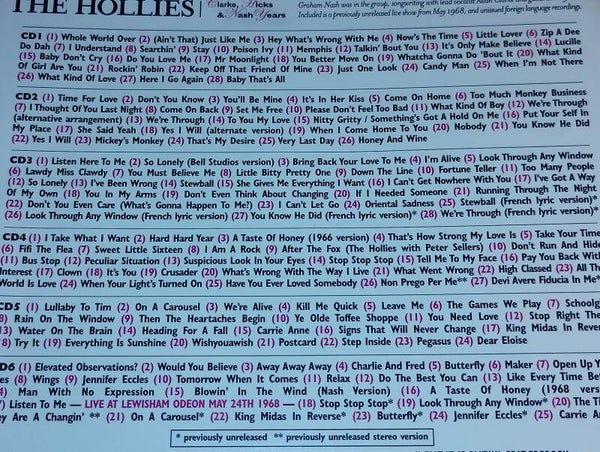 THE HOLLIES
Clarke, Hicks
& Nash Years
Graham Nash was in the group, songwriting with lead vocalist
Included is a previously unreleased live show from May 1968, and unissued foreign language recordings.
CD1 (1) Whole World Over (2) (Ain't That) Just Like Me (3) Hey What's Wrong With Me (4) Now's The Time (5) Little Lover (6) Zip A Dee
Do Dah (7) I Understand (8) Searchin' (9) Stay (10) Poison Ivy (11) Memphis (12) Talkin' Bout You (13) It's Only Make Believe (14) Lucille
(15) Baby Don't Cry (16) Do You Love Me (17) Mr Moonlight (18) You Better Move On (19) Whatcha Gonna Do 'Bout It (20) What Kind
Of Girl Are You (21) Rockin' Robin (22) Keep Off That Friend Of Mine (23) Just One Look (24) Candy Man (25) When I'm Not There
(26) What Kind Of Love (27) Here I Go Again (28) Baby That's All
CD2 (1) Time For Love (2) Don't You Know (3) You'll Be Mine (4) It's In Her Kiss (5) Come On Home (6) Too Much Monkey Business
(7) I Thought Of You Last Night (8) Come On Back (9) Set Me Free (10) Please Don't Feel Too Bad (11) What Kind Of Boy (12) We're Through
(alternative arrangement) (13) We're Through (14) To You My Love (15) Nitty Gritty / Something's Got A Hold On Me (16) Put Your Self In
My Place (17) She Said Yeah (18) Yes I Will (alternate version) (19) When I Come Home To You (20) Nobody (21) You Know He Did
(22) Yes I Will (23) Mickey's Monkey (24) That's My Desire (25) Very Last Day (26) Honey And Wine
CD3 (1) Listen Here To Me (2) So Lonely (Bell Studios version) (3) Bring Back Your Love To Me (4) I'm Alive (5) Look Through Any Window
(6) Lawdy Miss Clawdy (7) You Must Believe Me (8) Little Bitty Pretty One (9) Down The Line (10) Fortune Teller (11) Too Many People
(12) So Lonely (13) I've Been Wrong (14) Stewball (15) She Gives Me Everything I Want (16) I Can't Get Nowhere With You (17) I've Got A Way
Of My Own (18) You In My Arms (19) Don't Even Think About Changing (20) If I Needed Someone (21) Running Through The Night
(22) Don't You Even Care (What's Gonna Happen To Me?) (23) I Can't Let Go (24) Oriental Sadness (25) Stewball (French Lyric version)*
(26) Look Through Any Window (French lyric version) (27) You Know He Did (French lyric version)* (28) We're Through (French lyric version)*
CD4 (1) I Take What I Want (2) Hard Hard Year (3) A Taste Of Honey (1966 version) (4) That's How Strong My Love Is (5) Take Your Time
(6) Fifi The Flea (7) Sweet Little Sixteen (8) I Am A Rock (9) After The Fox (The Hollies with Peter Sellers) (10) Don't Run And Hide
(11) Bus Stop (12) Peculiar Situation (13) Suspicious Look In Your Eyes (14) Stop Stop Stop (15) Tell Me To My Face (16) Pay You Back With
Interest (17) Clown (18) It's You (19) Crusader (20) What's Wrong With The Way I Live (21) What Went Wrong (22) High Classed (23) All Th
World Is Love (24) When Your Light's Turned On (25) Have You Ever Loved Somebody (26) Non Prego Per Me** (27) Devi Avere Fiducia In Me*
CD5 (1) Lullaby To Tim (2) On A Carousel (3) We're Alive (4) Kill Me Quick (5) Leave Me (6) The Games We Play (7) Schoolg
8) Rain On The Window (9) Then The Heartaches Begin (10) Ye Olde Toffee Shoppe (11) You Need Love (12) Stop Right The
(13) Water On The Brain (14) Heading For A Fall (15) Carrie Anne (16) Signs That Will Never Change (17) King Midas In Rever
18) Try It (19) Everything Is Sunshine (20) Wishyouawish (21) Postcard (22) Step Inside (23) Pegasus (24) Dear Eloise
D6 (1) Elevated Observations? (2) Would You Believe (3) Away Away Away (4) Charlie And Fred (5) Butterfly (6) Maker (7) Open Up Y
es (8) Wings (9) Jennifer Eccles (10) Tomorrow When It Comes (11) Relax (12) Do The Best You Can (13) Like Every Time Be
4) Man With No Expression (15) Blowin' In The Wind (Nash Version) (16) A Taste Of Honey (1968 vers
7) Listen To Me — LIVE AT LEWISHAM ODEON ON MAY 24TH 1968 — (18) Stop Stop Stop* (19) Look Through Any Window* (20) The T
ey Are A Changin' ** (21) On A Carousel* (22) King Midas In Reverse* (23) Butterfly* (24) Jennifer Eccles* (25) Carrie An
* previously unreleased ** previously unreleased stereo version